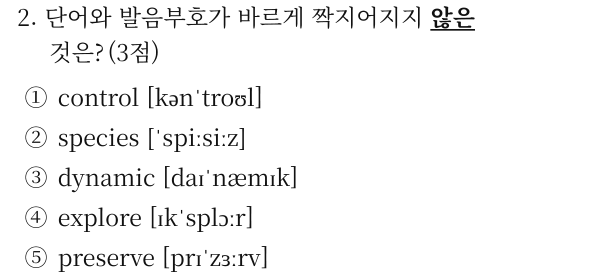 2. 단어와 발음부호가 바르게 짝지어지지 않은
것은? (3점)
① control [kənˈtroʊl]
② species [ˈspiːsiːz]
③ dynamic [daɪˈnæmɪk]
④ explore [ɪkˈsplɔːr]
⑤ preserve [prɪˈzɜːrv]